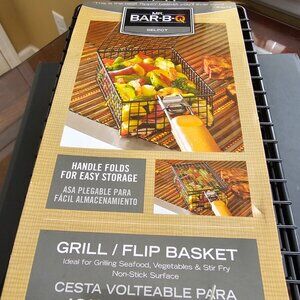 MR.
BAR-B-Q
SELECT
HANDLE FOLDS
FOR EASY STORAGE
ASA PLEGABLE PARA
FÁCIL ALMACENAMIENTO
GRILL / FLIP BASKET
Ideal for Grilling Seafood, Vegetables & Stir Fry
Non-Stick Surface
CESTA VOLTEABLE PARA